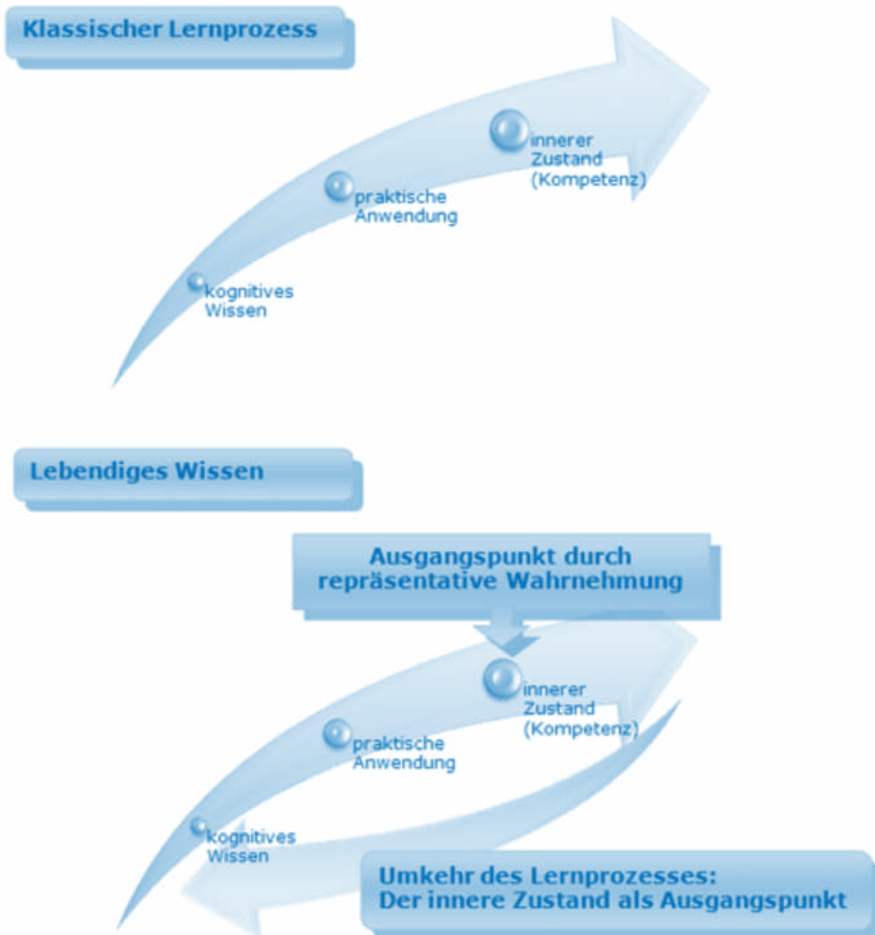 Klassischer Lernprozess
innerer
Zustand
(Kompetenz)
praktische
Anwendung
kognitives
Wissen
Lebendiges Wissen
Ausgangspunkt durch
repräsentative Wahrnehmung
innerer
Zustand
(Kompetenz)
praktische
Anwendung
kognitives
Wissen
Umkehr des Lernprozesses:
Der innere Zustand als Ausgangspunkt